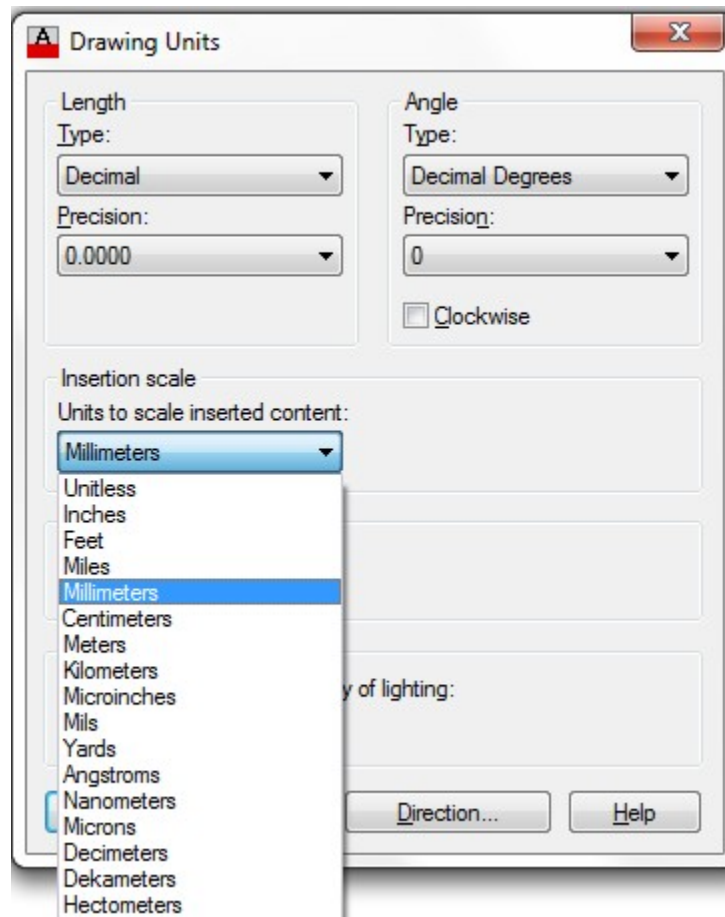 A Drawing Units
Length
Type:
Decimal
Precision:
0.0000
Angle
Type:
Decimal Degrees
Precision:
0
Clockwise
Insertion scale
Units to scale inserted content:
Millimeters
Unitless
Inches
Feet
Miles
Millimeters
Centimeters
Meters
Kilometers
Microinches
Mils
Yards
Angstroms
Nanometers
Microns
Decimeters
Dekameters
Hectometers
y of lighting:
Direction...
Help